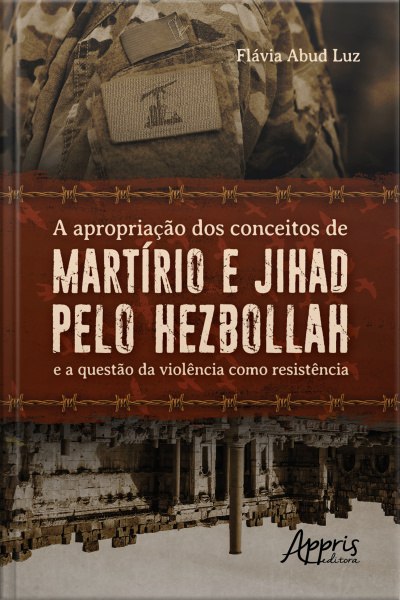 Flávia Abud Luz
A apropriação dos conceitos de
MARTÍRIO E JIHAD
PELO HEZBOLLAH
e a questão da violência como resistência
Appris
editora